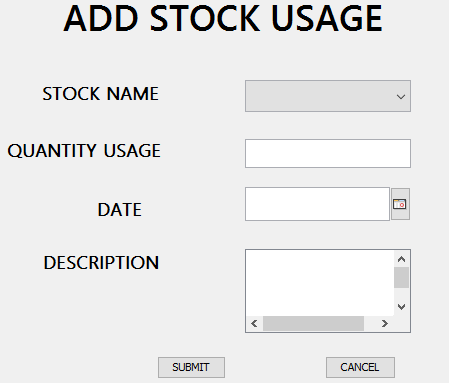 ADD STOCK USAGE
STOCK NAME
QUANTITY USAGE
DATE
DESCRIPTION
SUBMIT
CANCEL